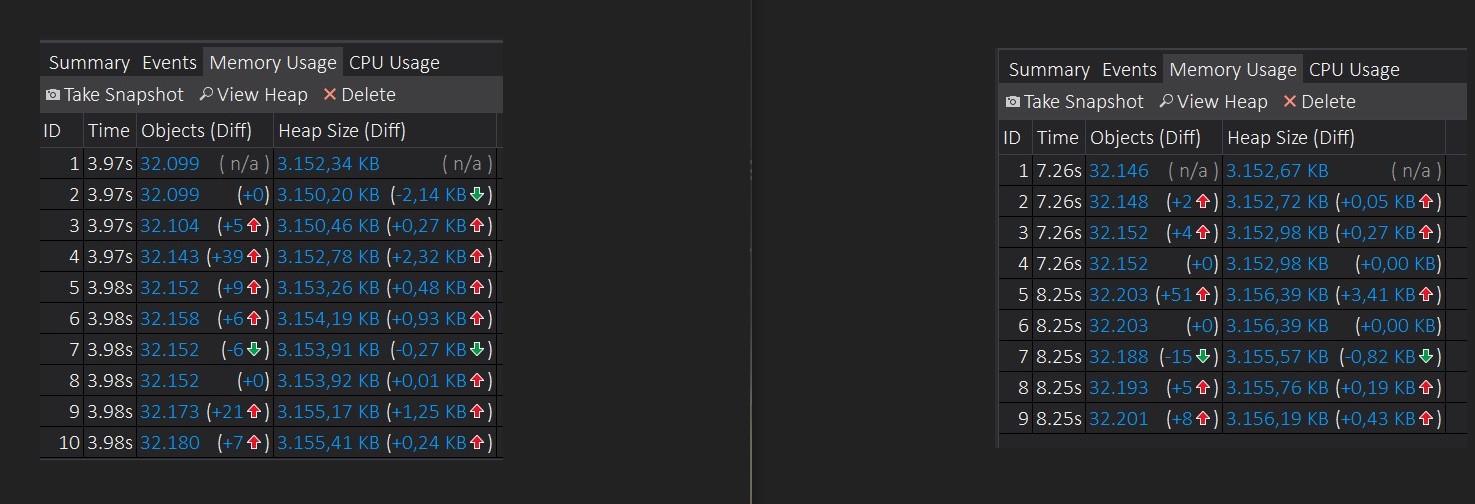 Summary Events Memory Usage CPU Usage
Take Snapshot View Heap Delete
ID Time Objects (Diff) Heap Size (Diff)
1 3.97s 32.099 ( n/a ) 3.152,34 KB ( n/a )
2 3.97s 32.099 (+0) 3.150,20 KB (-2,14 KB)
3 3.97s 32.104 (+5) 3.150,46 KB (+0,27 KB)
4 3.97s 32.143 (+39) 3.152,78 KB (+2,32 KB)
5 3.98s 32.152 (+9) 3.153,26 KB (+0,48 KB)
6 3.98s 32.158 (+6) 3.154,19 KB (+0,93 KB)
7 3.98s 32.152 (-6) 3.153,91 KB (-0,27 KB)
8 3.98s 32.152 (+0) 3.153,92 KB (+0,01 KB)
9 3.98s 32.173 (+21) 3.155,17 KB (+1,25 KB)
10 3.98s 32.180 (+7) 3.155,41 KB (+0,24 KB)
Summary Events Memory Usage CPU Usage
Take Snapshot View Heap Delete
ID Time Objects (Diff) Heap Size (Diff)
1 7.26s 32.146 ( n/a ) 3.152,67 KB ( n/a )
2 7.26s 32.148 (+2) 3.152,72 KB (+0,05 KB)
3 7.26s 32.152 (+4) 3.152,98 KB (+0,27 KB)
4 7.26s 32.152 (+0) 3.152,98 KB (+0,00 KB)
5 8.25s 32.203 (+51) 3.156,39 KB (+3,41 KB)
6 8.25s 32.203 (+0) 3.156,39 KB (+0,00 KB)
7 8.25s 32.188 (-15) 3.155,57 KB (-0,82 KB)
8 8.25s 32.193 (+5) 3.155,76 KB (+0,19 KB)
9 8.25s 32.201 (+8) 3.156,19 KB (+0,43 KB)